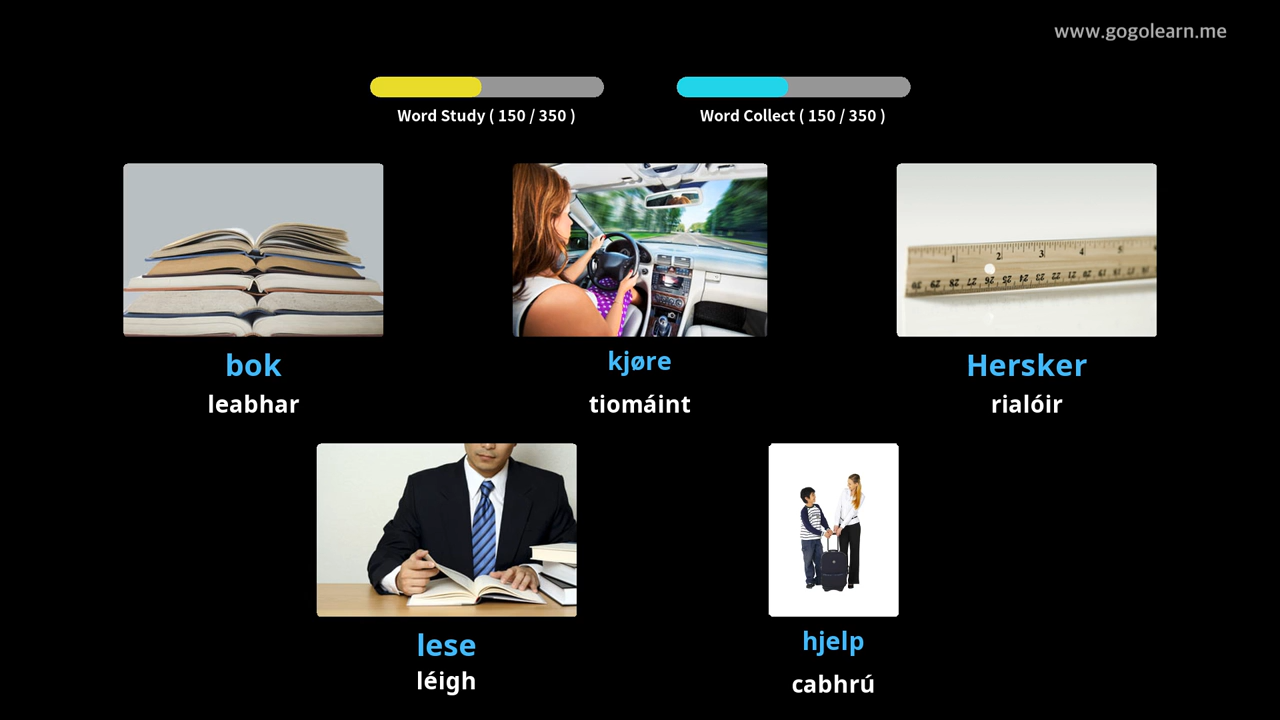 www.gogolearn.me
Word Study ( 150 / 350 )
Word Collect ( 150 / 350 )
bok
leabhar
kjøre
tiomáint
Hersker
rialóir
lese
léigh
hjelp
cabhrú